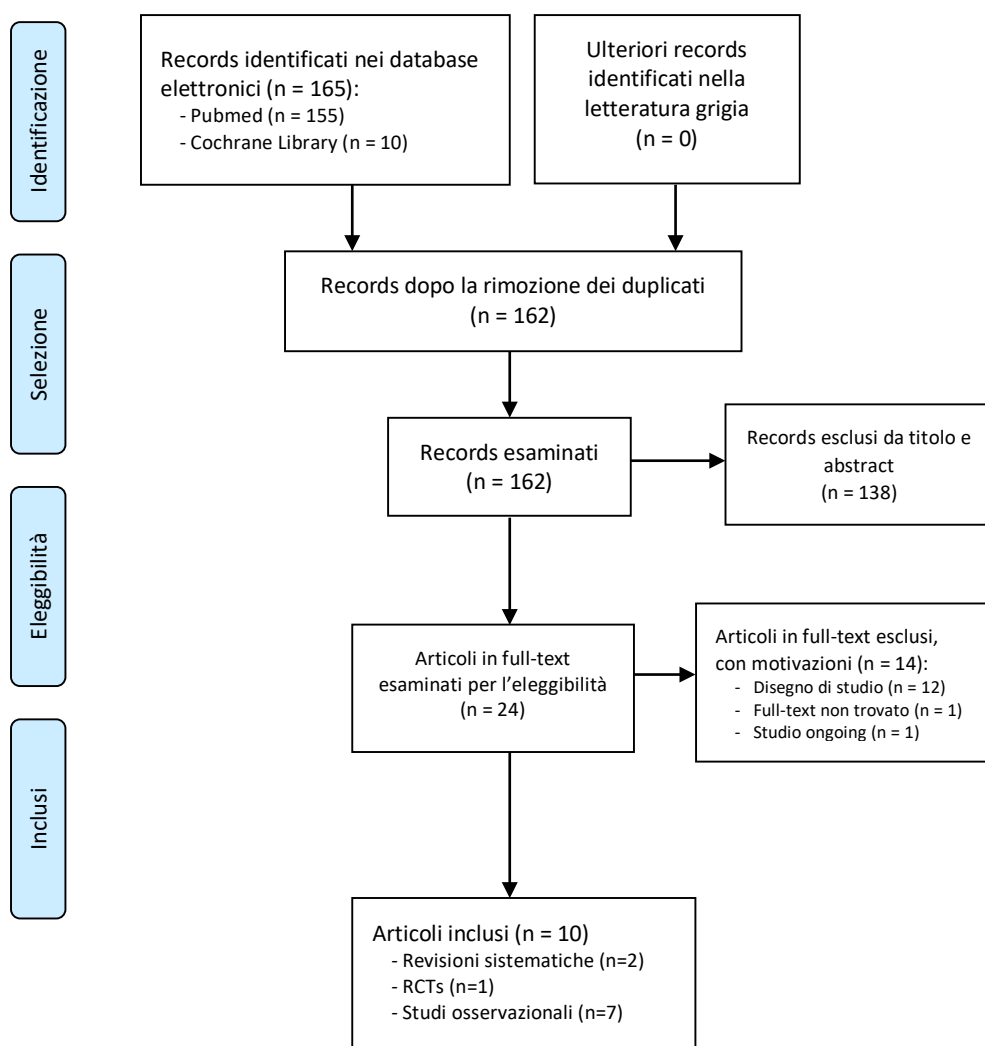 Identificazione
Records identificati nei database
elettronici (n = 165):
- Pubmed (n = 155)
- Cochrane Library (n = 10)
Ulteriori records
identificati nella
letteratura grigia
(n = 0)
Selezione
Records dopo la rimozione dei duplicati
(n = 162)
Records esaminati
(n = 162)
Records esclusi da titolo e
abstract
(n = 138)
Eleggibilità
Articoli in full-text
esaminati per l'eleggibilità
(n = 24)
Articoli in full-text esclusi,
con motivazioni (n = 14):
- Disegno di studio (n = 12)
- Full-text non trovato (n = 1)
- Studio ongoing (n = 1)
Inclusi
Articoli inclusi (n = 10)
- Revisioni sistematiche (n=2)
- RCTs (n=1)
- Studi osservazionali (n=7)